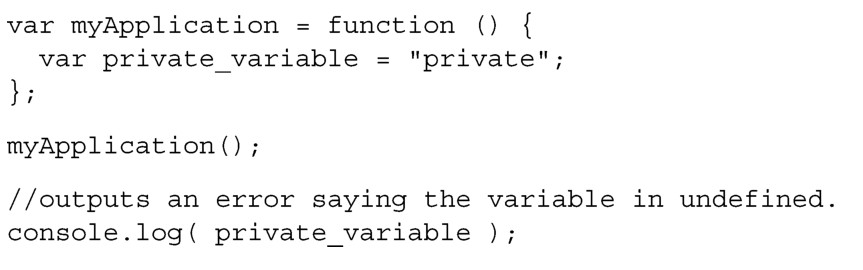 var myApplication = function () {
  var private_variable = "private";
};
myApplication();
//outputs an error saying the variable in undefined.
console.log( private_variable );